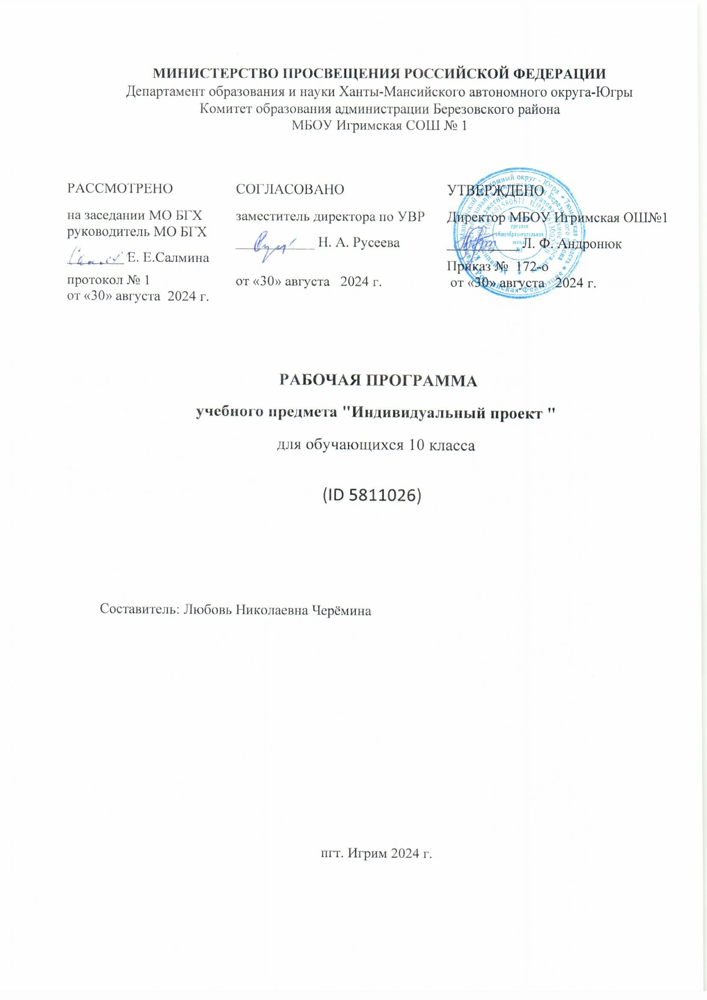 МИНИСТЕРСТВО ПРОСВЕЩЕНИЯ РОССИЙСКОЙ ФЕДЕРАЦИИ
Департамент образования и науки Ханты-Мансийского автономного округа-Югры
Комитет образования администрации Березовского района
МБОУ Игримская СОШ № 1
РАССМОТРЕНО
на заседании МО БГХ
руководитель МО БГХ
Е. Е.Салмина
протокол № 1
от «30» августа 2024 г.
СОГЛАСОВАНО
заместитель директора по УВР
Н. А. Русеева
от «30» августа 2024 г.
УТВЕРЖДЕНО
Директор МБОУ Игримская ОШ№1
Л. Ф. Андронюк
Приказ № 172-о
от «30» августа 2024 г.
средняя
общеобразовательная
школа
№1
РАБОЧАЯ ПРОГРАММА
учебного предмета "Индивидуальный проект "
для обучающихся 10 класса
(ID 5811026)
Составитель: Любовь Николаевна Черёмина
пгт. Игрим 2024 г.